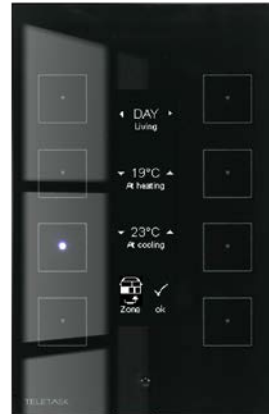 DAY
Living
19°C
At heating
23°C
At cooling
Zone ok
TELETASK